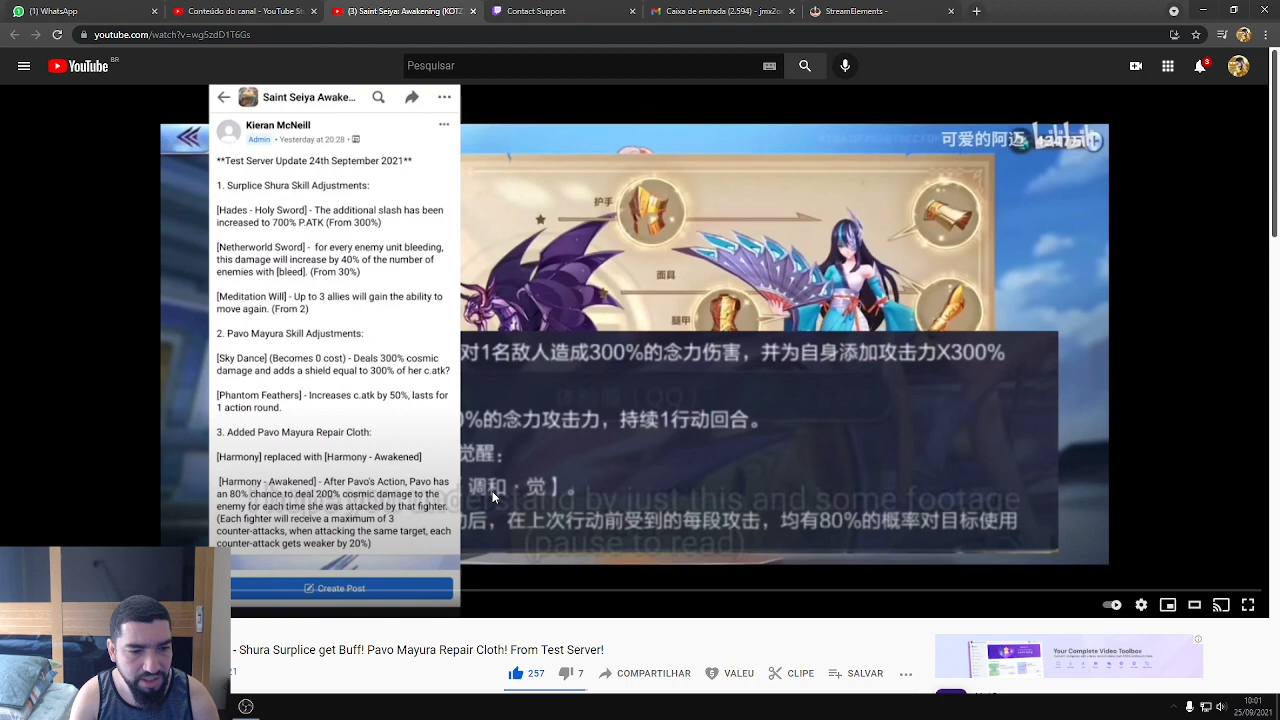 (50
YouTube
Contact Support
Caixa de entrada (594)
StreamElements
youtube.com/watch?v=wgSzdD_DGIs
YouTube BR
Pesquisar
3
Saint Seiya Awake...
Kieran McNeill
Admin • Yesterday at 20:28 •
**Test Server Update 24th September 2021**
1. Surplice Shura Skill Adjustments:
[Hades - Holy Sword] - The additional slash has been
increased to 700% P.ATK (From 300%)
[Netherworld Sword] - for every enemy unit bleeding,
this damage will increase by 40% of the number of
enemies with [bleed]. (From 30%)
[Meditation Will] - Up to 3 allies will gain the ability to
move again. (From 2)
2. Pavo Mayura Skill Adjustments:
[Sky Dance] (Becomes 0 cost) - Deals 300% cosmic
damage and adds a shield equal to 300% of her c.atk?
[Phantom Feathers] - Increases c.atk by 50%, lasts for
1 action round.
3. Added Pavo Mayura Repair Cloth:
[Harmony] replaced with [Harmony - Awakened]
[Harmony - Awakened] - After Pavo's Action, Pavo has
an 80% chance to deal 200% cosmic damage to the
enemy for each time she was attacked by that fighter.
(Each fighter will receive a maximum of 3
counter-attacks, when attacking the same target, each
counter-attack gets weaker by 20%)
Create Post
可爱的阿迈
护手
面具
腿甲
对1名敌人造成300%的念力伤害，并为自身添加攻击力X300%
0%的念力攻击力，持续1行动回合。
觉醒：
调和·觉】。
footage
动后，在上次行动前受到的每段攻击，均有80%的概率对目标使用
(pause to read)
- Shura Surplice get Buff! Pavo Mayura Repair Cloth! From Test Server!
21
257
7
COMPARTILHAR
VALEU
CLIPE
SALVAR
Your Complete Video Toolbox
10:01
25/09/2021